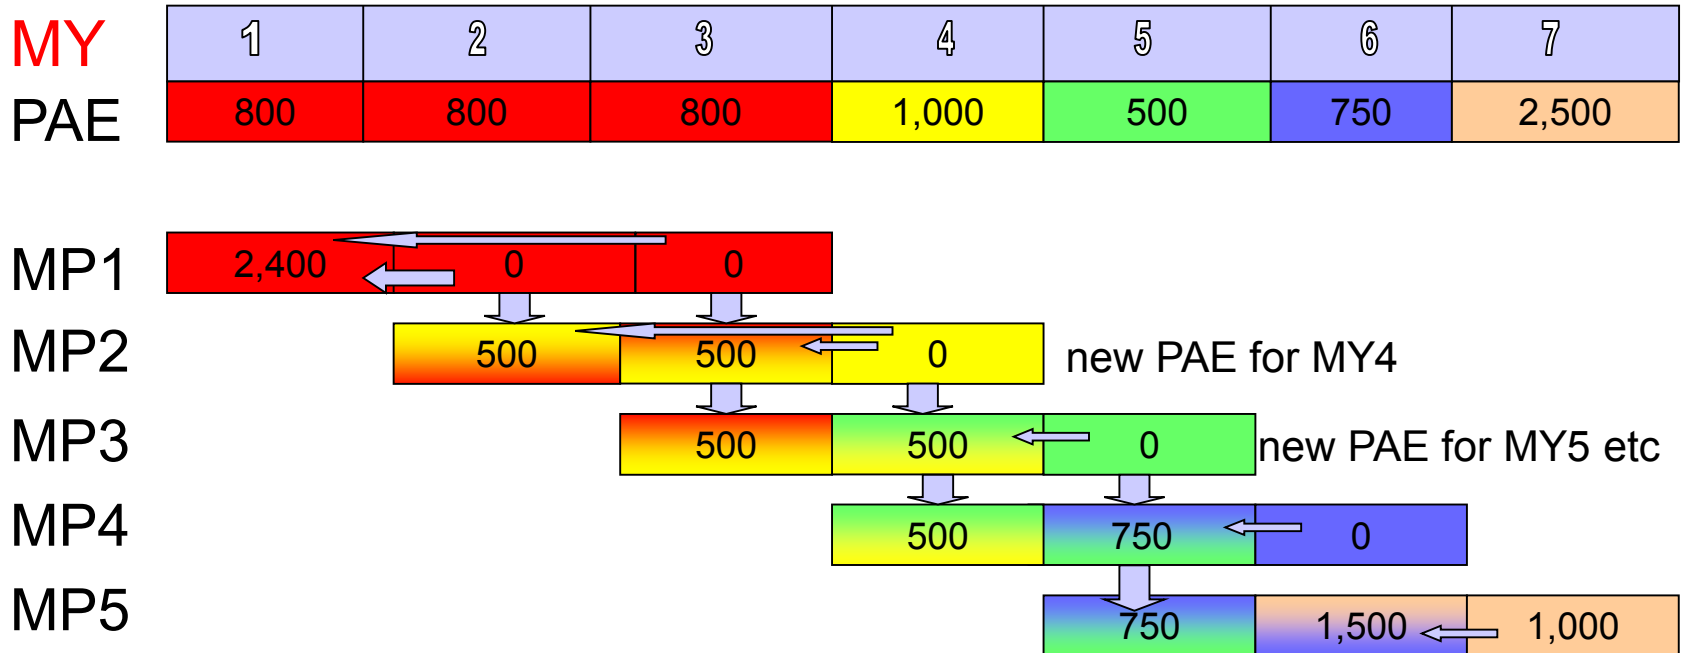 MY 1 2 3 4 5 6 7
PAE 800 800 800 1,000 500 750 2,500
MP1 2,400 0 0
MP2 500 500 0 new PAE for MY4
MP3 500 500 0 new PAE for MY5 etc
MP4 500 750 0
MP5 750 1,500 1,000